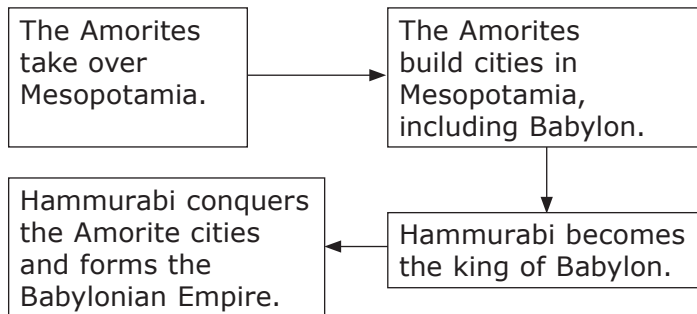 The Amorites
take over
Mesopotamia.
The Amorites
build cities in
Mesopotamia,
including Babylon.
Hammurabi becomes
the king of Babylon.
Hammurabi conquers
the Amorite cities
and forms the
Babylonian Empire.